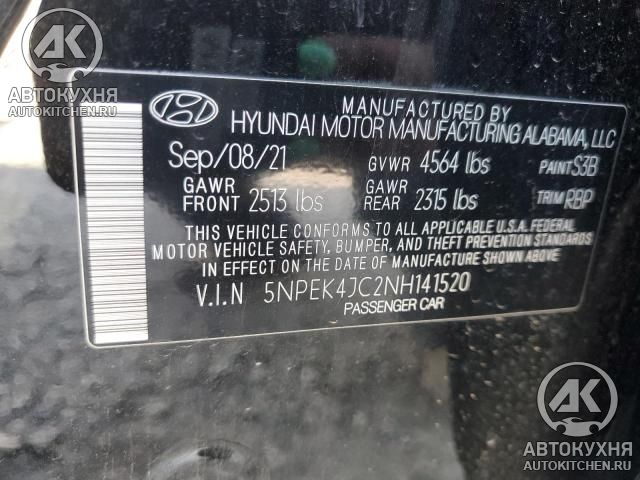 АВТОКУХНЯ
AUTOKITCHEN.RU
MANUFACTURED BY
HYUNDAI MOTOR MANUFACTURING ALABAMA, LLC
Sep/08/21 GVWR 4564 lbs PAINT S3B
GAWR FRONT 2513 lbs GAWR REAR 2315 lbs TRIM RBP
THIS VEHICLE CONFORMS TO ALL APPLICABLE U.S.A. FEDERAL
MOTOR VEHICLE SAFETY, BUMPER, AND THEFT PREVENTION STANDARDS
IN EFFECT ON THE DATE OF MANUFACTURE SHOWN ABOVE.
V.I.N 5NPEK4JC2NH141520
PASSENGER CAR
АВТОКУХНЯ
AUTOKITCHEN.RU